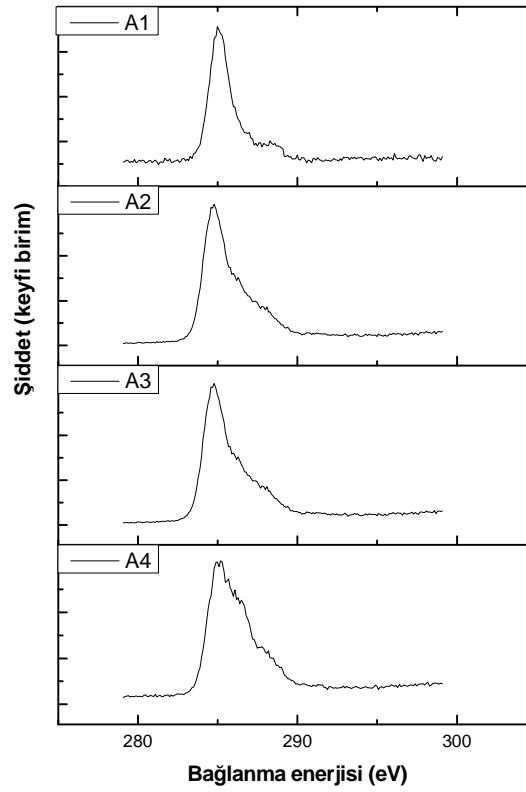 A1
A2
A3
A4
Şiddet (keyfi birim)
280 290 300
Bağlanma enerjisi (eV)